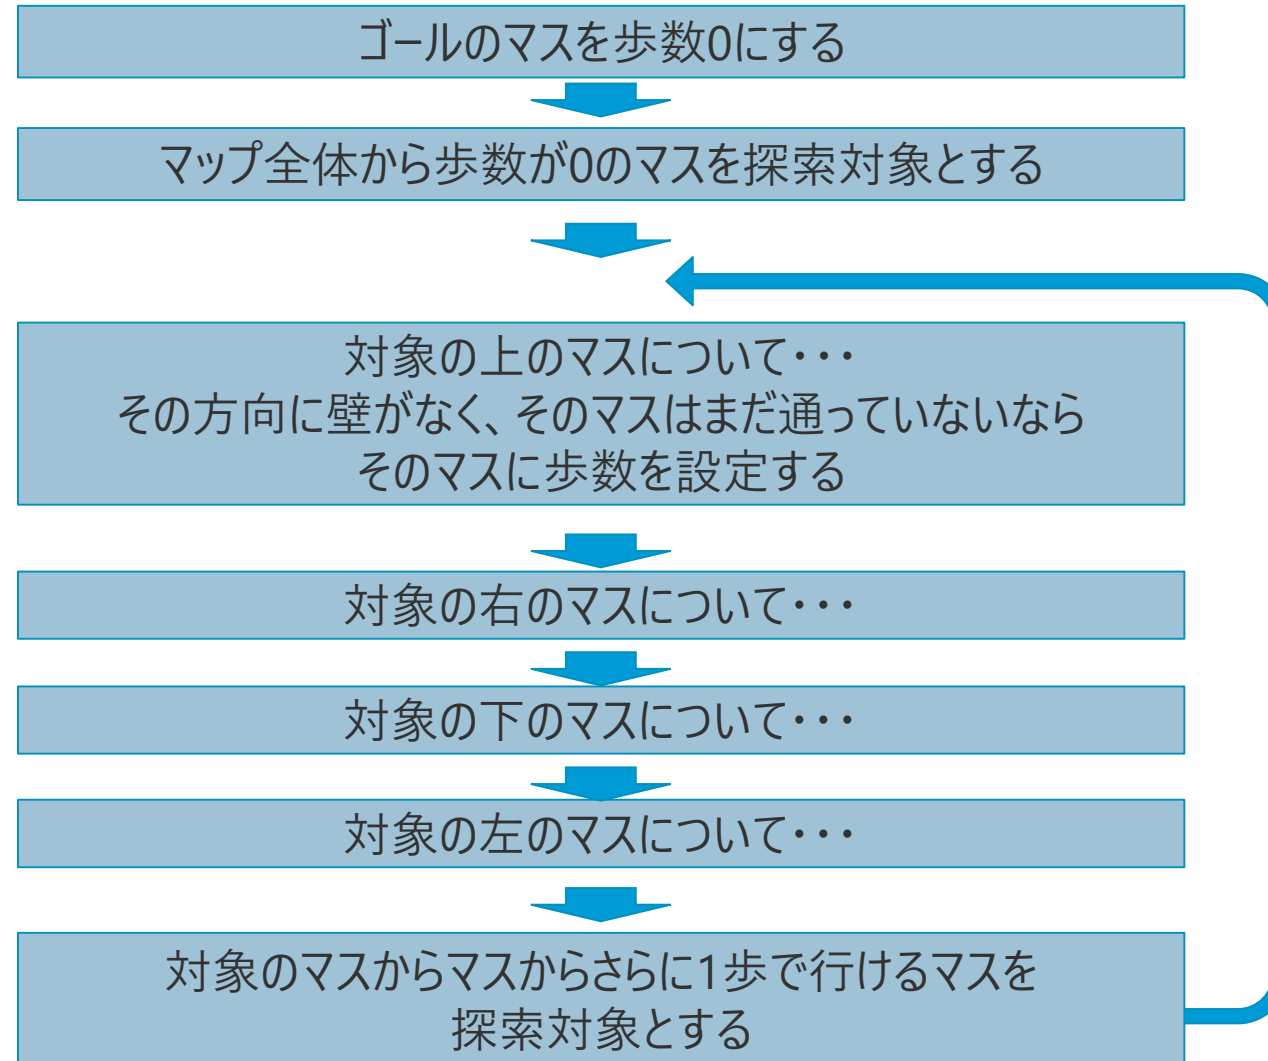 ゴールのマスを歩数0にする
マップ全体から歩数が0のマスを探索対象とする
対象の上のマスについて・・・
その方向に壁がなく、そのマスはまだ通っていないなら
そのマスに歩数を設定する
対象の右のマスについて・・・
対象の下のマスについて・・・
対象の左のマスについて・・・
対象のマスからマスからさらに1歩で行けるマスを
探索対象とする